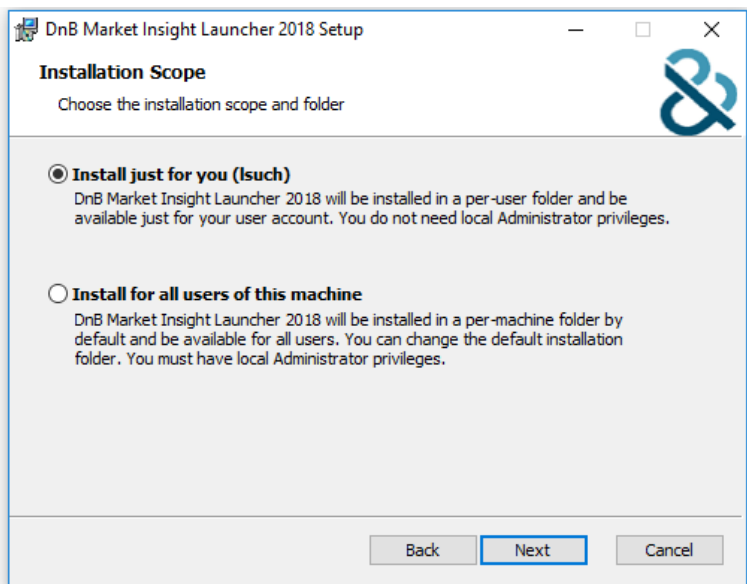 DnB Market Insight Launcher 2018 Setup
Installation Scope
Choose the installation scope and folder
Install just for you (lsuch)
DnB Market Insight Launcher 2018 will be installed in a per-user folder and be
available just for your user account. You do not need local Administrator privileges.
Install for all users of this machine
DnB Market Insight Launcher 2018 will be installed in a per-machine folder by
default and be available for all users. You can change the default installation
folder. You must have local Administrator privileges.
Back
Next
Cancel